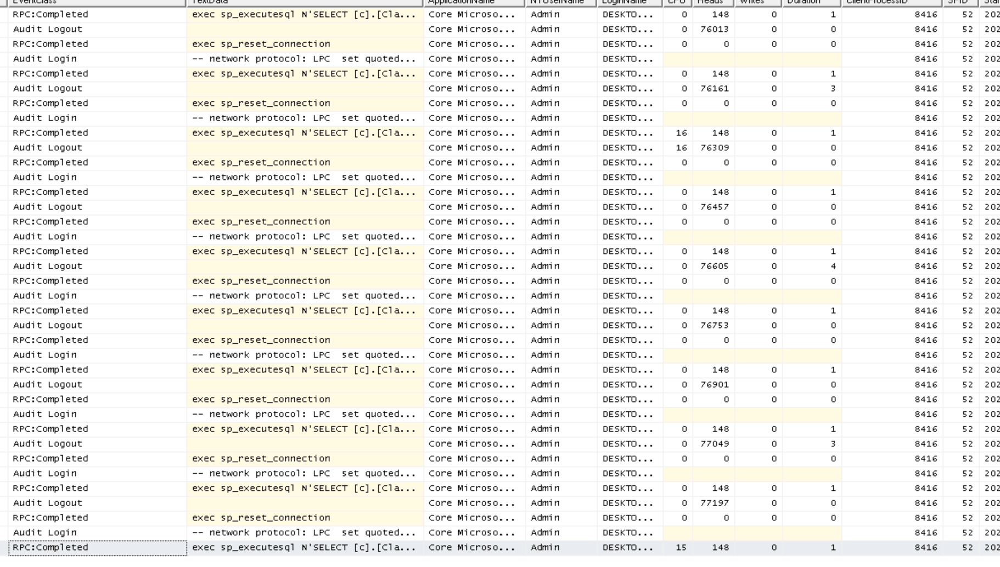 EventClass TextData ApplicationName NTUserName LoginName CPU Reads Writes Duration ClientProcessID SPID Star
RPC:Completed exec sp_executesql N'SELECT [c].[Cla... Core Microso... Admin DESKTO... 0 148 0 1 8416 52 202
Audit Logout Core Microso... Admin DESKTO... 0 76013 0 0 8416 52 202
RPC:Completed exec sp_reset_connection Core Microso... Admin DESKTO... 0 0 0 0 8416 52 202
Audit Login -- network protocol: LPC set quoted... Core Microso... Admin DESKTO... 8416 52 202
RPC:Completed exec sp_executesql N'SELECT [c].[Cla... Core Microso... Admin DESKTO... 0 148 0 1 8416 52 202
Audit Logout Core Microso... Admin DESKTO... 0 76161 0 3 8416 52 202
RPC:Completed exec sp_reset_connection Core Microso... Admin DESKTO... 0 0 0 0 8416 52 202
Audit Login -- network protocol: LPC set quoted... Core Microso... Admin DESKTO... 8416 52 202
RPC:Completed exec sp_executesql N'SELECT [c].[Cla... Core Microso... Admin DESKTO... 16 148 0 1 8416 52 202
Audit Logout Core Microso... Admin DESKTO... 16 76309 0 0 8416 52 202
RPC:Completed exec sp_reset_connection Core Microso... Admin DESKTO... 0 0 0 0 8416 52 202
Audit Login -- network protocol: LPC set quoted... Core Microso... Admin DESKTO... 8416 52 202
RPC:Completed exec sp_executesql N'SELECT [c].[Cla... Core Microso... Admin DESKTO... 0 148 0 1 8416 52 202
Audit Logout Core Microso... Admin DESKTO... 0 76457 0 0 8416 52 202
RPC:Completed exec sp_reset_connection Core Microso... Admin DESKTO... 0 0 0 0 8416 52 202
Audit Login -- network protocol: LPC set quoted... Core Microso... Admin DESKTO... 8416 52 202
RPC:Completed exec sp_executesql N'SELECT [c].[Cla... Core Microso... Admin DESKTO... 0 148 0 1 8416 52 202
Audit Logout Core Microso... Admin DESKTO... 0 76605 0 4 8416 52 202
RPC:Completed exec sp_reset_connection Core Microso... Admin DESKTO... 0 0 0 0 8416 52 202
Audit Login -- network protocol: LPC set quoted... Core Microso... Admin DESKTO... 8416 52 202
RPC:Completed exec sp_executesql N'SELECT [c].[Cla... Core Microso... Admin DESKTO... 0 148 0 1 8416 52 202
Audit Logout Core Microso... Admin DESKTO... 0 76753 0 0 8416 52 202
RPC:Completed exec sp_reset_connection Core Microso... Admin DESKTO... 0 0 0 0 8416 52 202
Audit Login -- network protocol: LPC set quoted... Core Microso... Admin DESKTO... 8416 52 202
RPC:Completed exec sp_executesql N'SELECT [c].[Cla... Core Microso... Admin DESKTO... 0 148 0 1 8416 52 202
Audit Logout Core Microso... Admin DESKTO... 0 76901 0 0 8416 52 202
RPC:Completed exec sp_reset_connection Core Microso... Admin DESKTO... 0 0 0 0 8416 52 202
Audit Login -- network protocol: LPC set quoted... Core Microso... Admin DESKTO... 8416 52 202
RPC:Completed exec sp_executesql N'SELECT [c].[Cla... Core Microso... Admin DESKTO... 0 148 0 1 8416 52 202
Audit Logout Core Microso... Admin DESKTO... 0 77049 0 3 8416 52 202
RPC:Completed exec sp_reset_connection Core Microso... Admin DESKTO... 0 0 0 0 8416 52 202
Audit Login -- network protocol: LPC set quoted... Core Microso... Admin DESKTO... 8416 52 202
RPC:Completed exec sp_executesql N'SELECT [c].[Cla... Core Microso... Admin DESKTO... 0 148 0 1 8416 52 202
Audit Logout Core Microso... Admin DESKTO... 0 77197 0 0 8416 52 202
RPC:Completed exec sp_reset_connection Core Microso... Admin DESKTO... 0 0 0 0 8416 52 202
Audit Login -- network protocol: LPC set quoted... Core Microso... Admin DESKTO... 8416 52 202
RPC:Completed exec sp_executesql N'SELECT [c].[Cla... Core Microso... Admin DESKTO... 15 148 0 1 8416 52 202